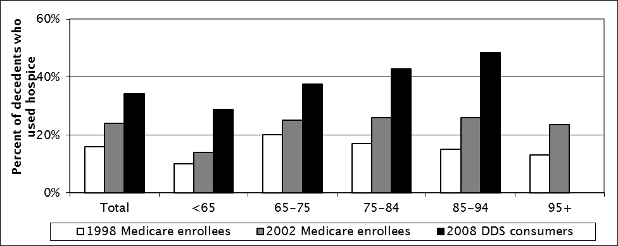 60%
40%
20%
0%
Percent of decedents who
used hospice
Total
<65
65-75
75-84
85-94
95+
1998 Medicare enrollees
2002 Medicare enrollees
2008 DDS consumers